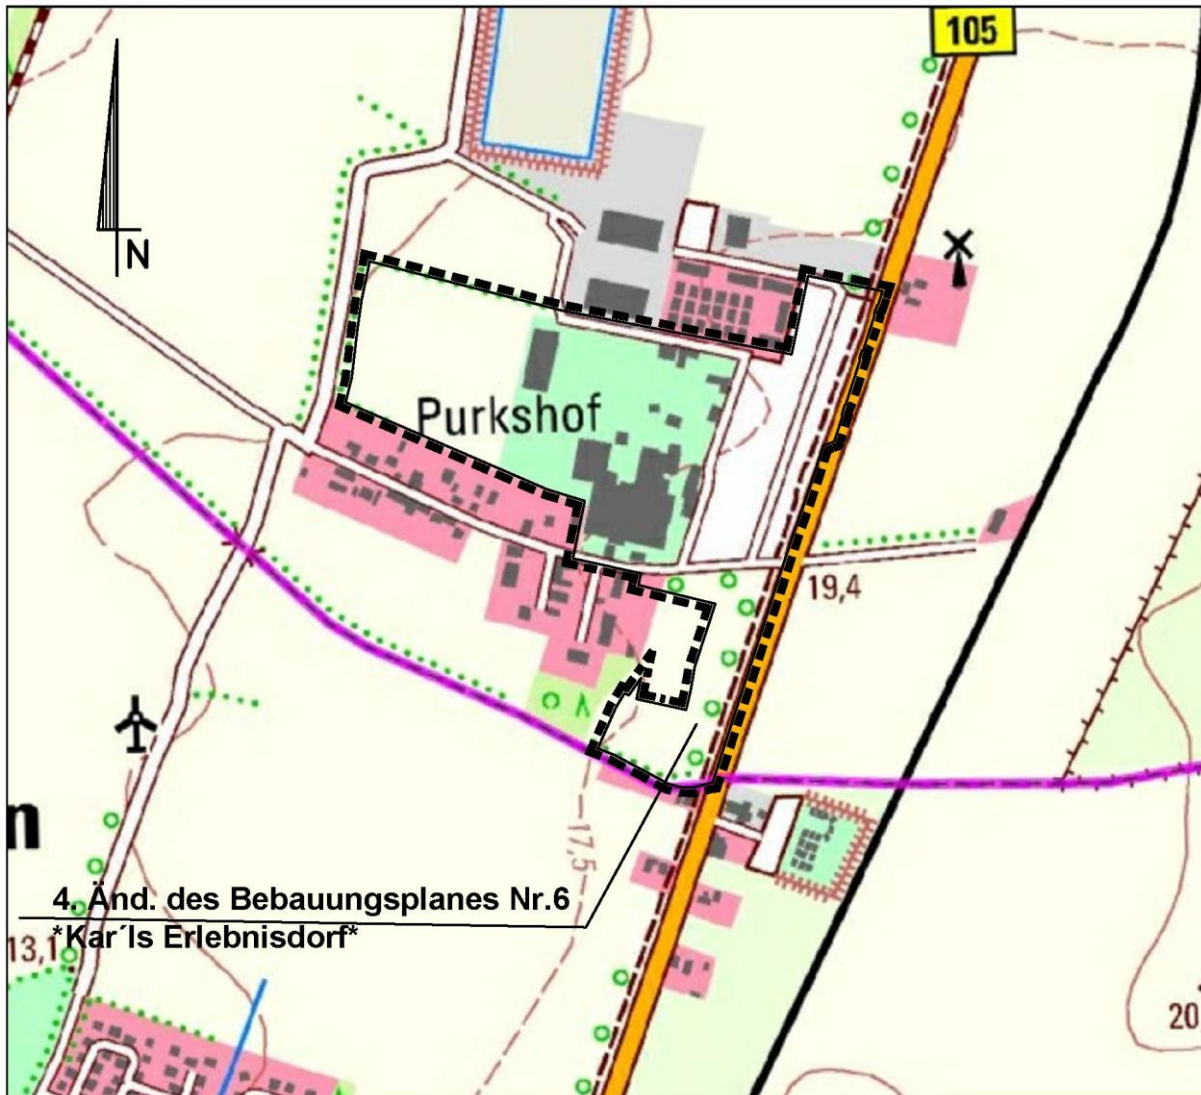 105
N
Purkshof
19,4
n
17,5
4. Änd. des Bebauungsplanes Nr.6
*Kar´ls Erlebnisdorf*
13,1
20